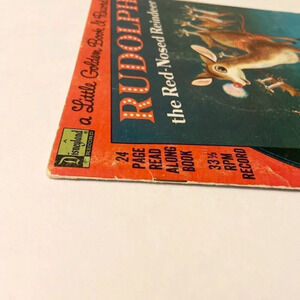 a Little Golden Book & Record
RUDOLPH
the Red-Nosed Reindeer
Disneyland
24
PAGE
READ
ALONG
BOOK
33⅓
RPM
RECORD